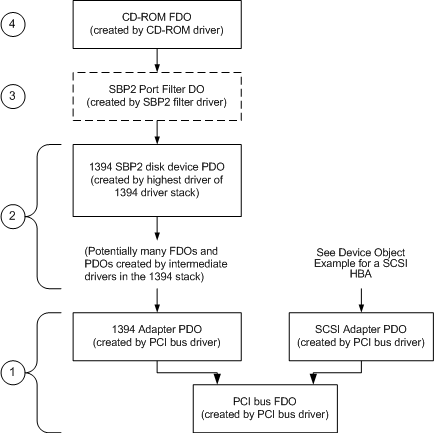 4
CD-ROM FDO
(created by CD-ROM driver)
3
SBP2 Port Filter DO
(created by SBP2 filter driver)
2
1394 SBP2 disk device PDO
(created by highest driver of
1394 driver stack)
(Potentially many FDOs and
PDOs created by intermediate
drivers in the 1394 stack)
See Device Object
Example for a SCSI
HBA
1
1394 Adapter PDO
(created by PCI bus driver)
SCSI Adapter PDO
(created by PCI bus driver)
PCI bus FDO
(created by PCI bus driver)